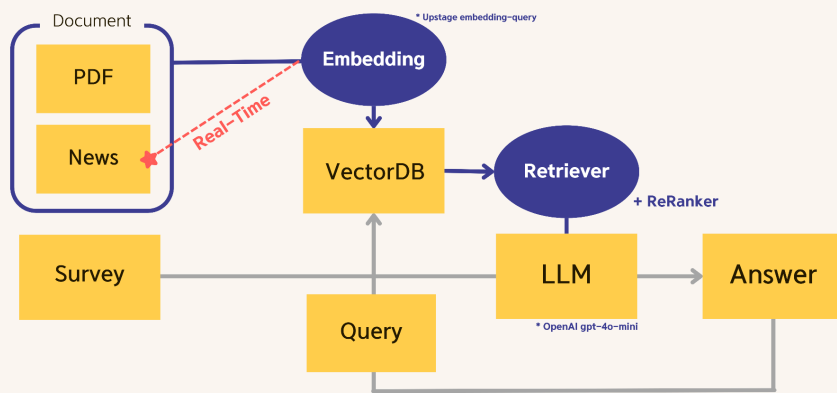 Document
* Upstage embedding-query
PDF
Embedding
Real-Time
News
VectorDB
Retriever
+ ReRanker
Survey
LLM
Answer
Query
* OpenAI gpt-4o-mini